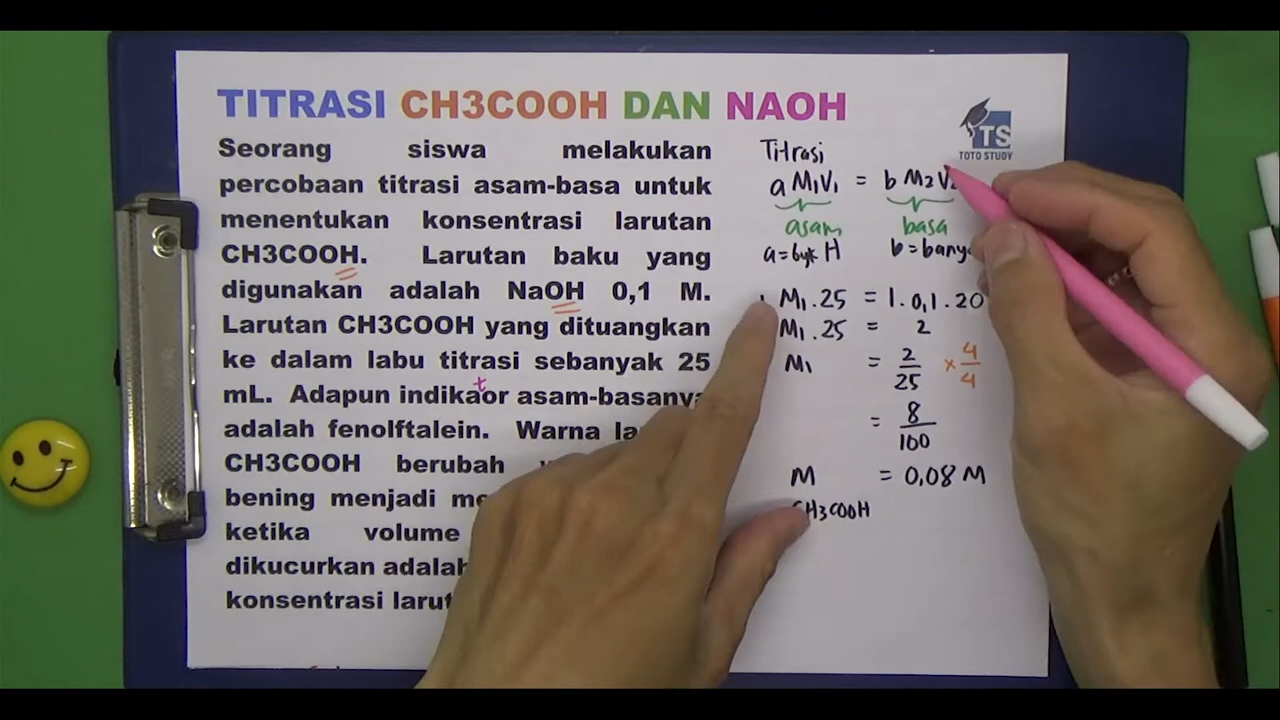 TITRASI CH3COOH DAN NAOH
Seorang siswa melakukan
percobaan titrasi asam-basa untuk
menentukan konsentrasi larutan
CH3COOH. Larutan baku yang
digunakan adalah NaOH 0,1 M.
Larutan CH3COOH yang dituangkan
ke dalam labu titrasi sebanyak 25
mL. Adapun indikaor asam-basanya
t
adalah fenolftalein. Warna
CH3COOH berubah
bening menjadi
ketika volume
dikucurkan adalah
konsentrasi
TS
TOTO STUDY
Titrasi
a M1V1 = b M2V2
asam basa
a = byk H b =
M1 . 25 = 1 . 0,1 . 20
M1 . 25 = 2
M1 = 2/25 × 4/4
= 8/100
M = 0,08 M
CH3COOH